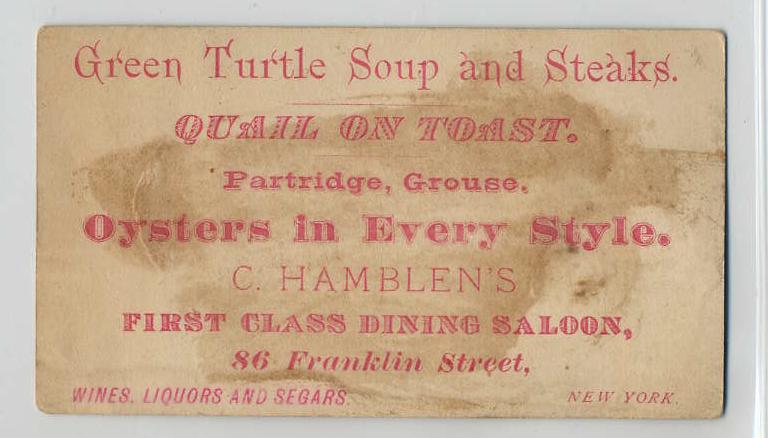 Green Turtle Soup and Steaks.
QUAIL ON TOAST.
Partridge, Grouse.
Oysters in Every Style.
C. HAMBLEN'S
FIRST CLASS DINING SALOON,
86 Franklin Street,
WINES, LIQUORS AND SEGARS. NEW YORK.